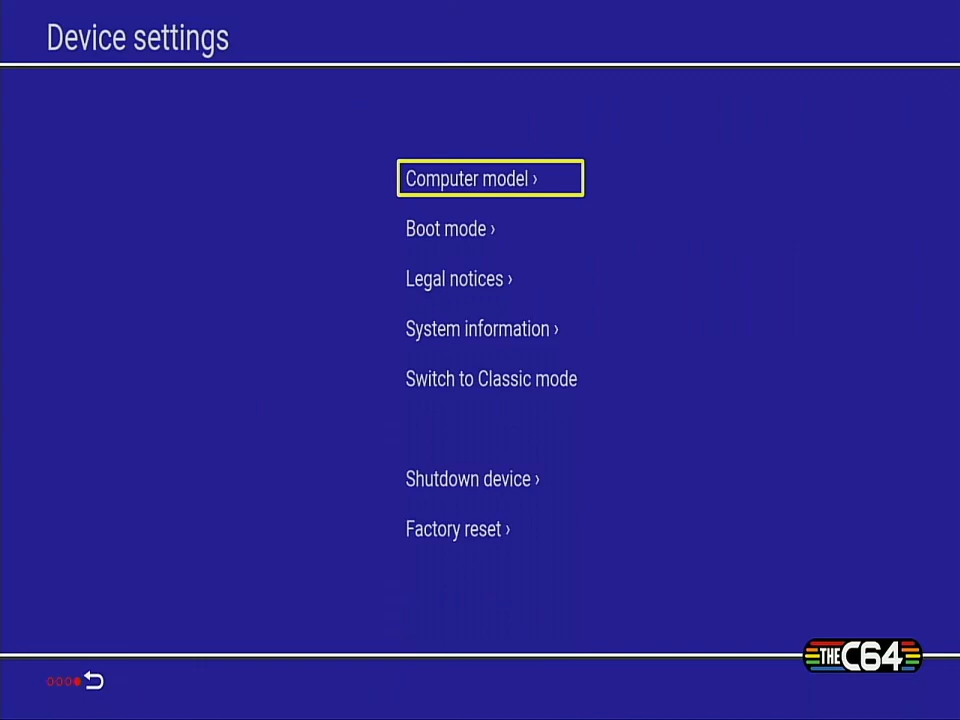 Device settings
Computer model ›
Boot mode ›
Legal notices ›
System information ›
Switch to Classic mode
Shutdown device ›
Factory reset ›
THEC64